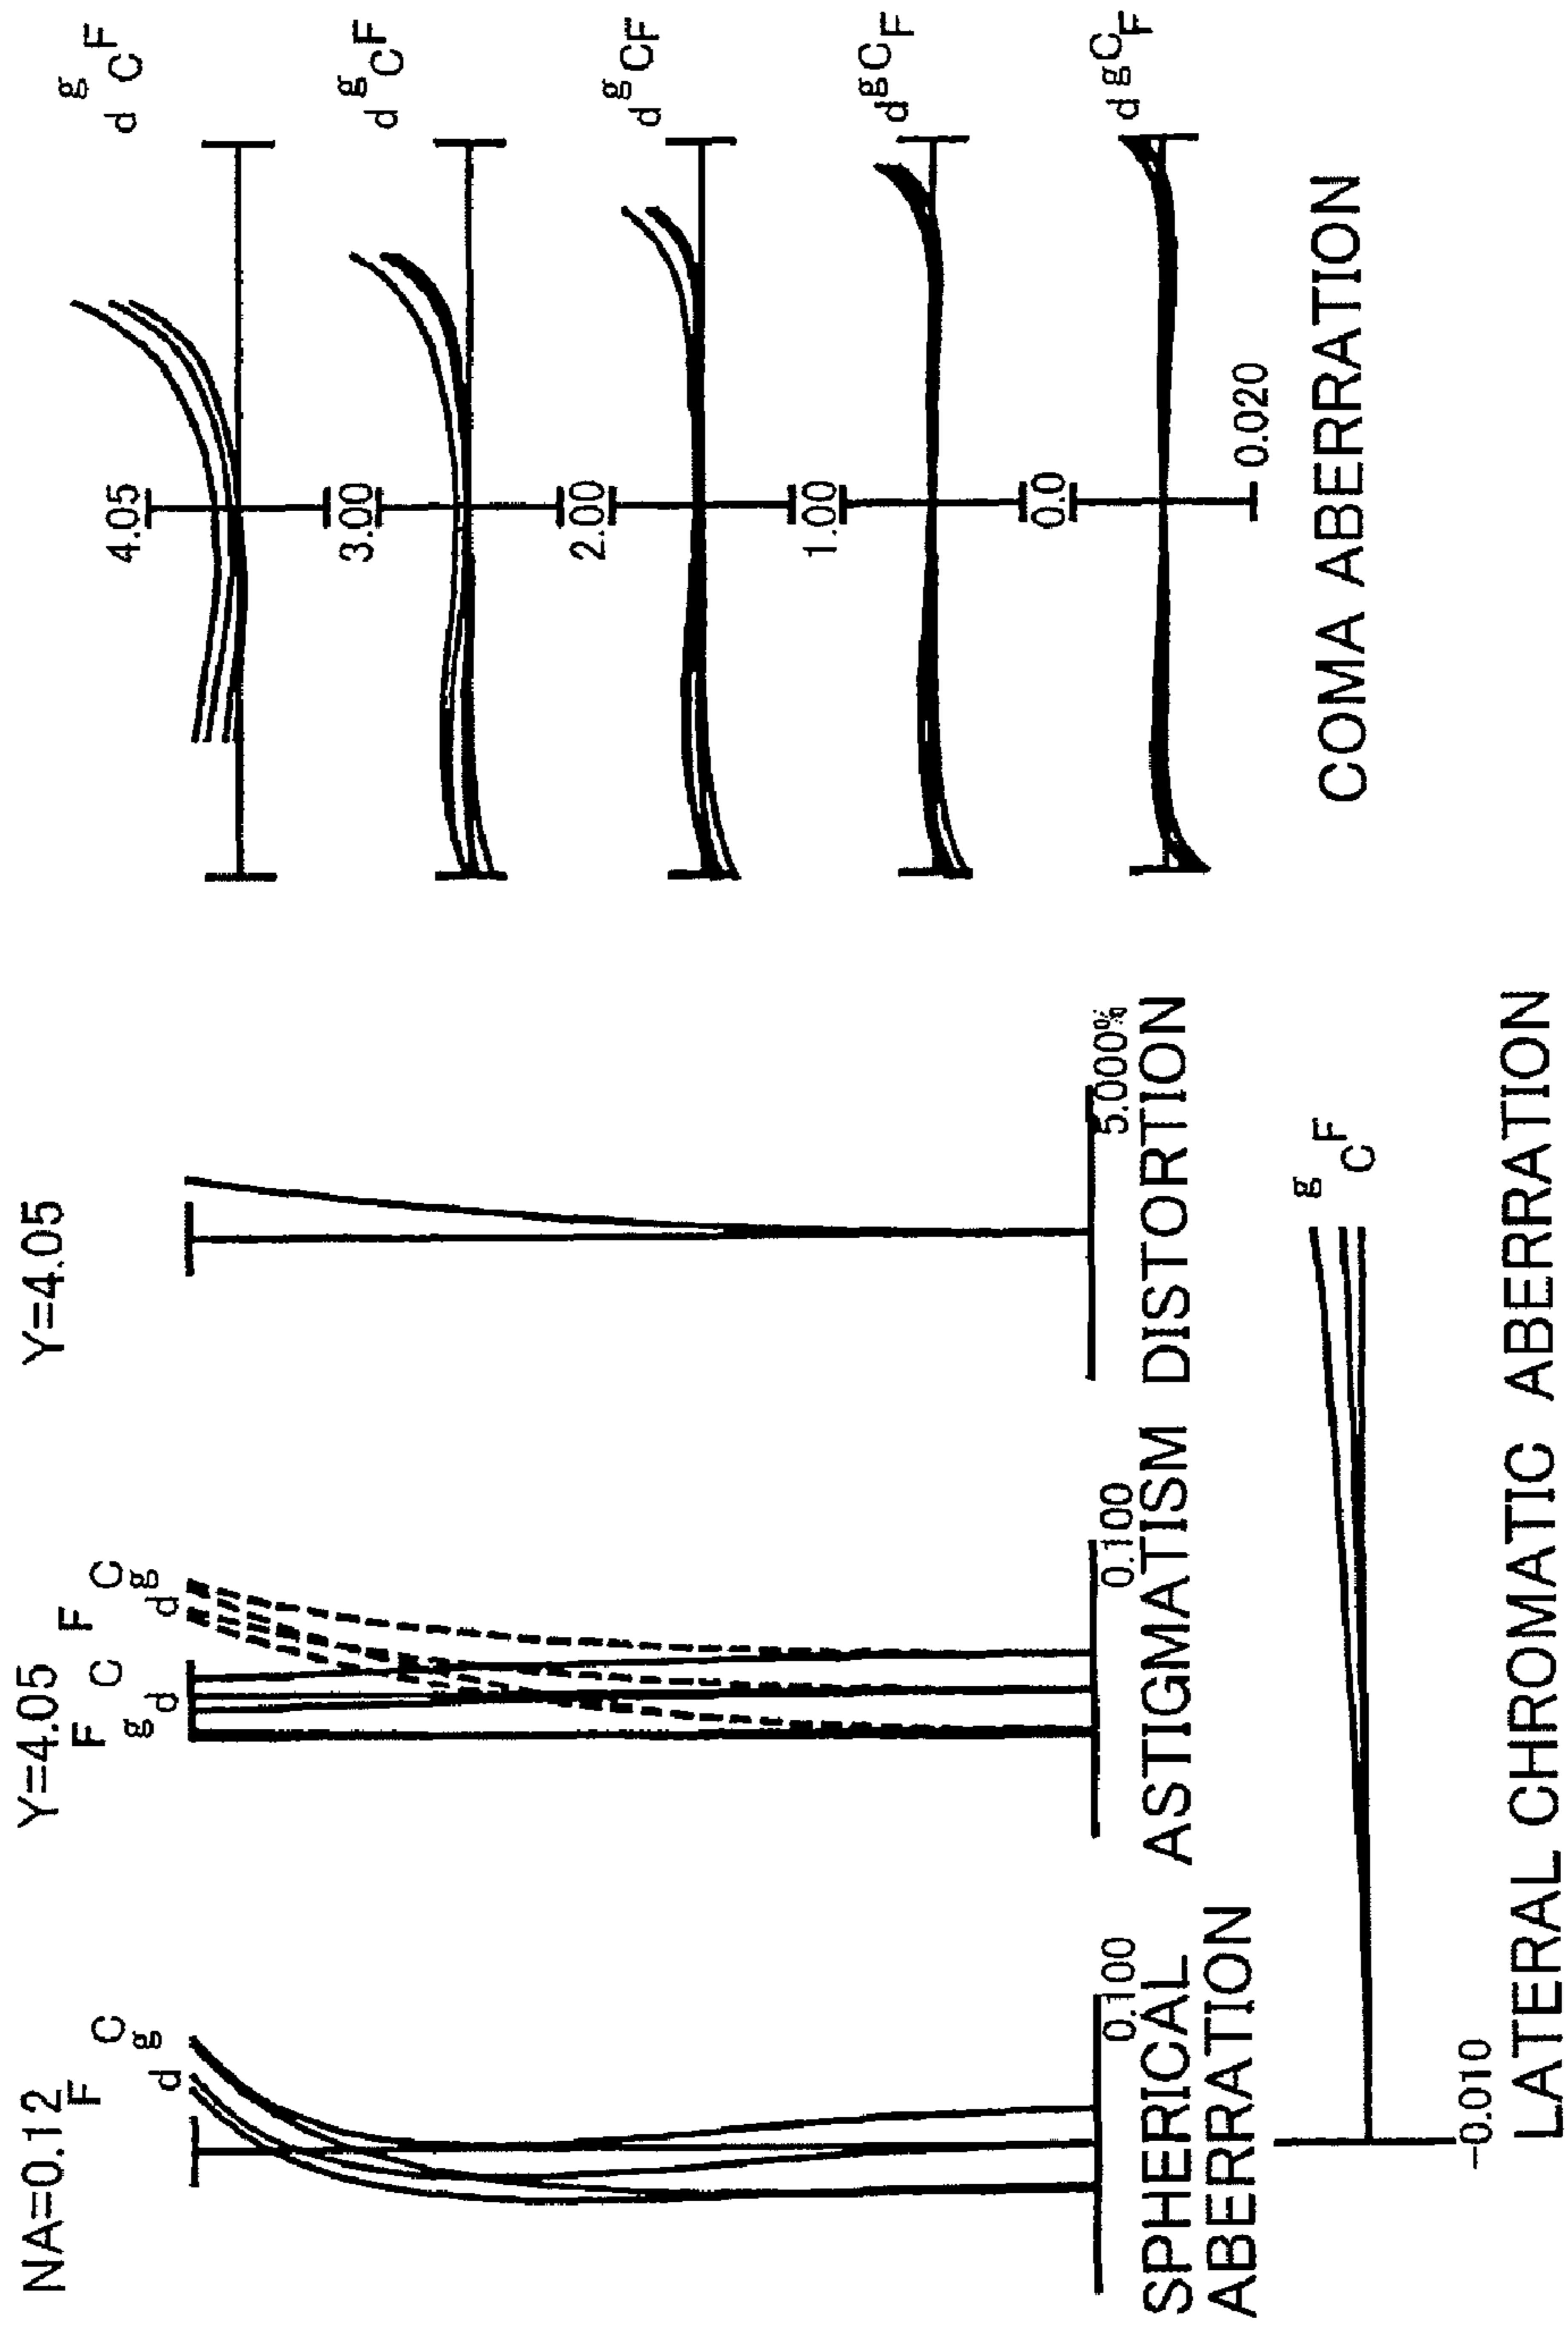 NA=0.12
F
C
d
g
0.100
SPHERICAL
ABERRATION
Y=4.05
F
C
F
C
g
d
d
g
0.100
ASTIGMATISM
Y=4.05
5.000%
DISTORTION
4.05
d g C F
3.00
d g C F
2.00
d g C F
1.00
d g C F
0.0
d g C F
0.020
COMA ABERRATION
g
F
C
-0.010
LATERAL CHROMATIC ABERRATION